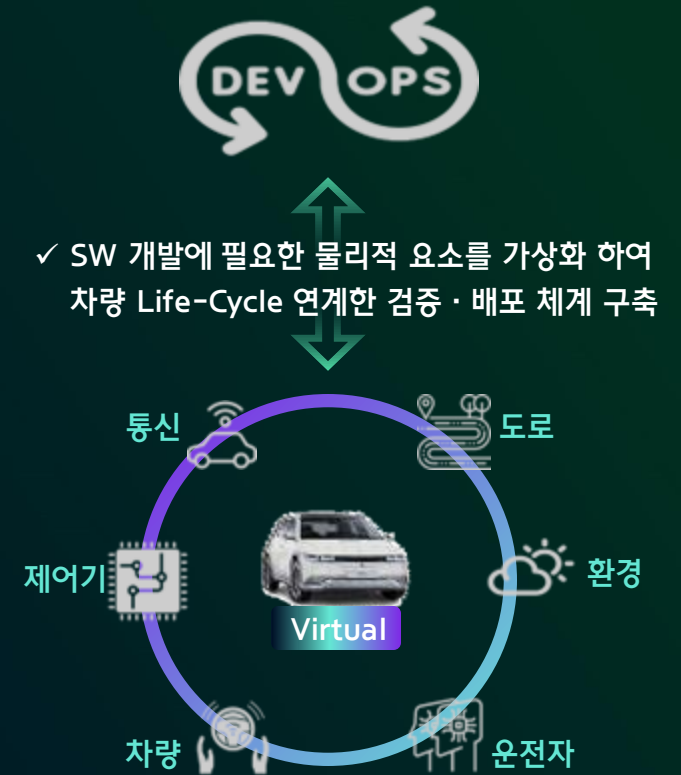 DEV OPS
✓ SW 개발에 필요한 물리적 요소를 가상화 하여
차량 Life-Cycle 연계한 검증 · 배포 체계 구축
통신
도로
제어기
환경
Virtual
차량
운전자